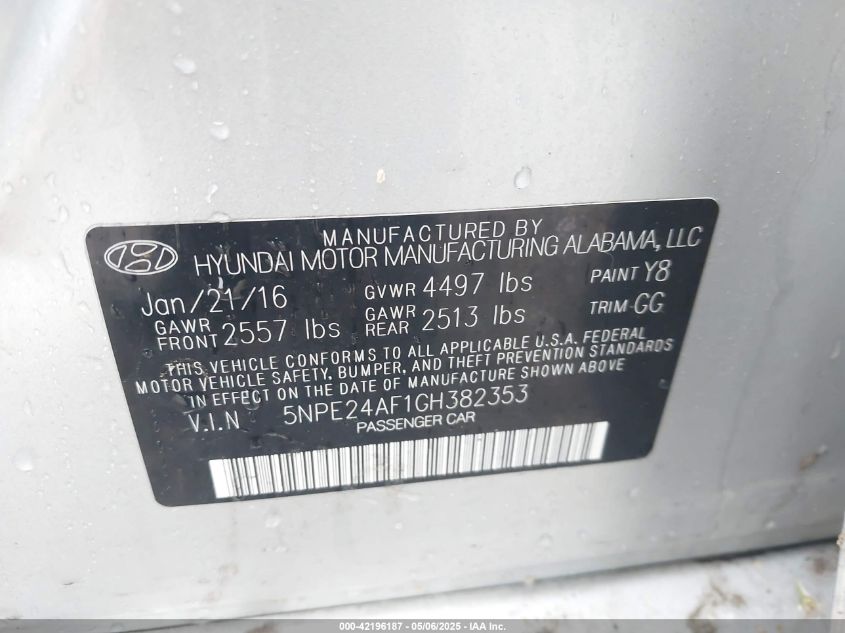 MANUFACTURED BY
HYUNDAI MOTOR MANUFACTURING ALABAMA, LLC
Jan/21/16 GVWR 4497 lbs PAINT Y8
GAWR FRONT 2557 lbs GAWR REAR 2513 lbs TRIM GG
THIS VEHICLE CONFORMS TO ALL APPLICABLE U.S.A. FEDERAL
MOTOR VEHICLE SAFETY, BUMPER, AND THEFT PREVENTION STANDARDS
IN EFFECT ON THE DATE OF MANUFACTURE SHOWN ABOVE.
V.I.N 5NPE24AF1GH382353
PASSENGER CAR
000-42196187 - 05/06/2025 - IAA Inc.